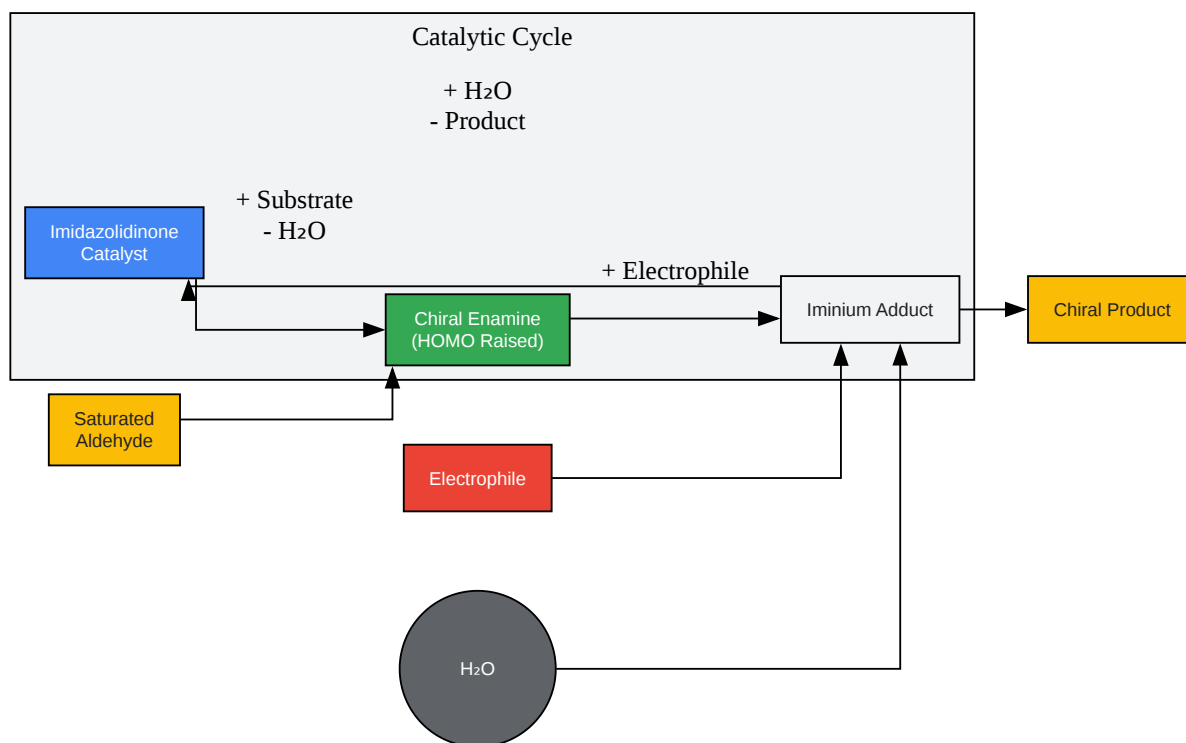 Catalytic Cycle
+ H₂O
- Product
+ Substrate
- H₂O
Imidazolidinone
Catalyst
+ Electrophile
Chiral Enamine
(HOMO Raised)
Iminium Adduct
Chiral Product
Saturated
Aldehyde
Electrophile
H₂O